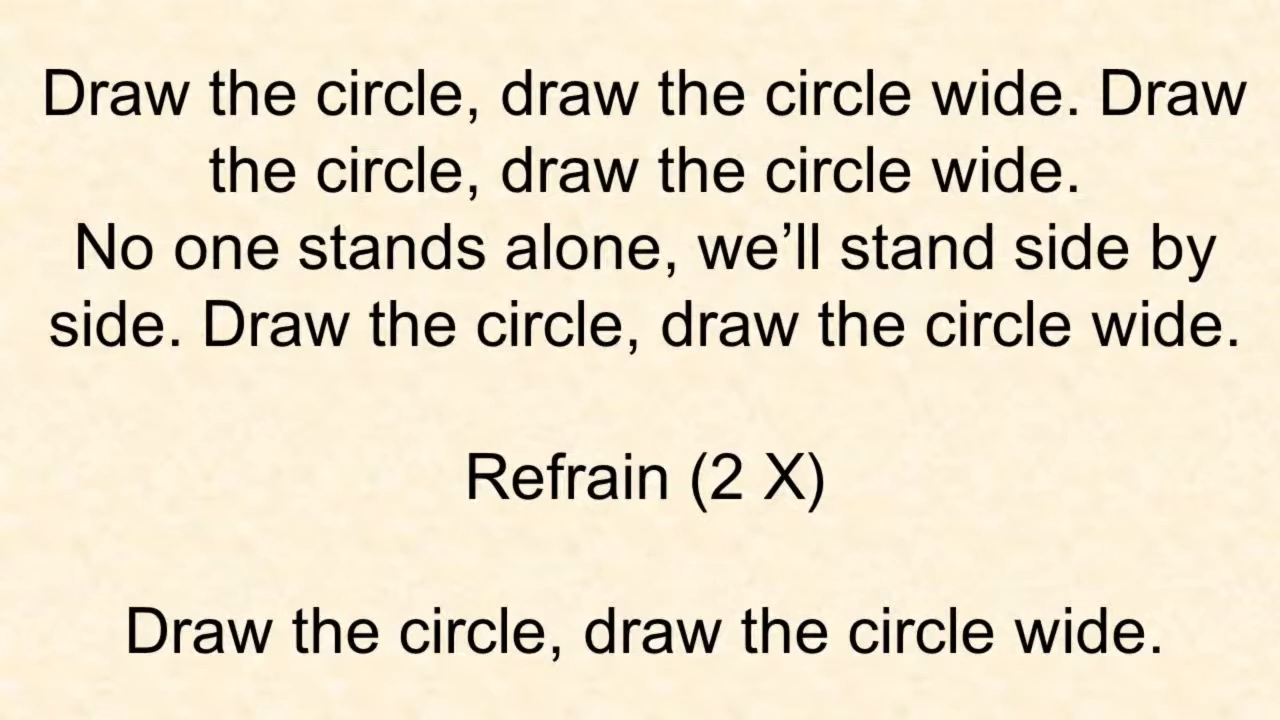 Draw the circle, draw the circle wide. Draw
the circle, draw the circle wide.
No one stands alone, we’ll stand side by
side. Draw the circle, draw the circle wide.
Refrain (2 X)
Draw the circle, draw the circle wide.